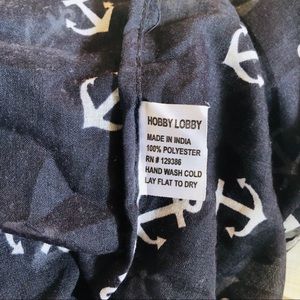 HOBBY LOBBY
MADE IN INDIA
100% POLYESTER
RN # 129386
HAND WASH COLD
LAY FLAT TO DRY